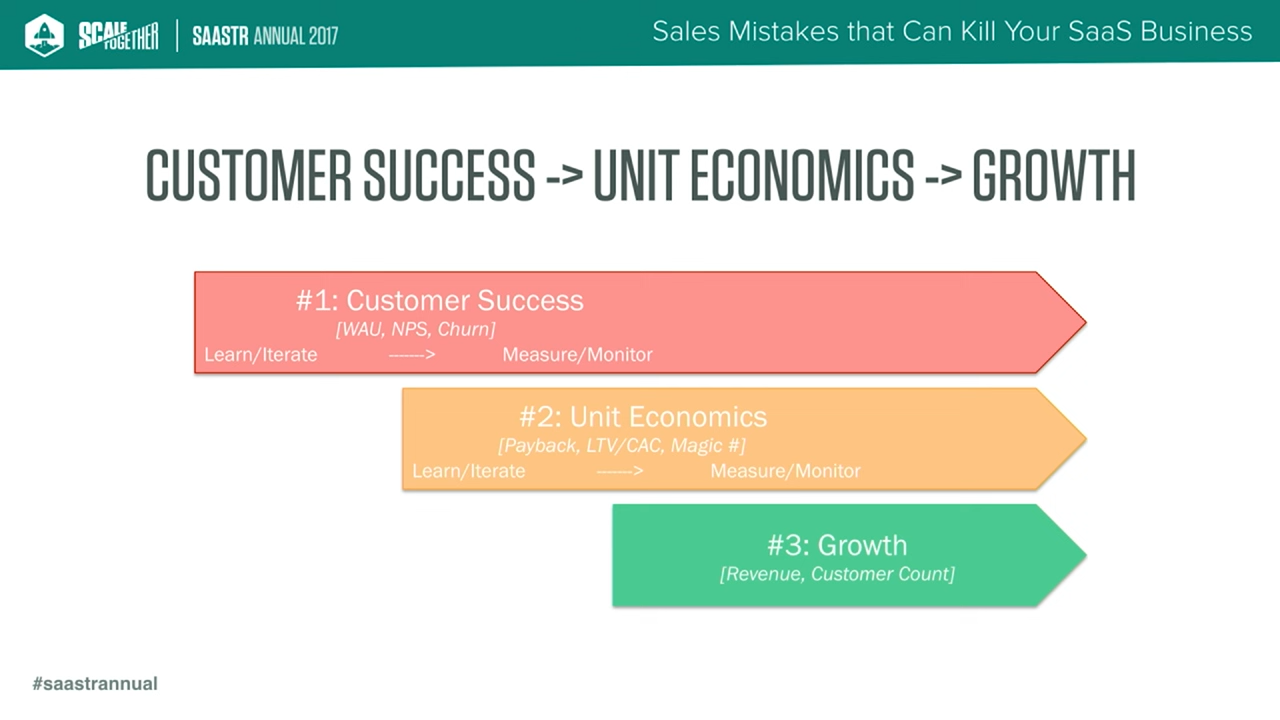 SCALE TOGETHER
SAASTR ANNUAL 2017
Sales Mistakes that Can Kill Your SaaS Business
CUSTOMER SUCCESS -> UNIT ECONOMICS -> GROWTH
#1: Customer Success
[WAU, NPS, Churn]
Learn/Iterate -------> Measure/Monitor
#2: Unit Economics
[Payback, LTV/CAC, Magic #]
Learn/Iterate -------> Measure/Monitor
#3: Growth
[Revenue, Customer Count]
#saastrannual